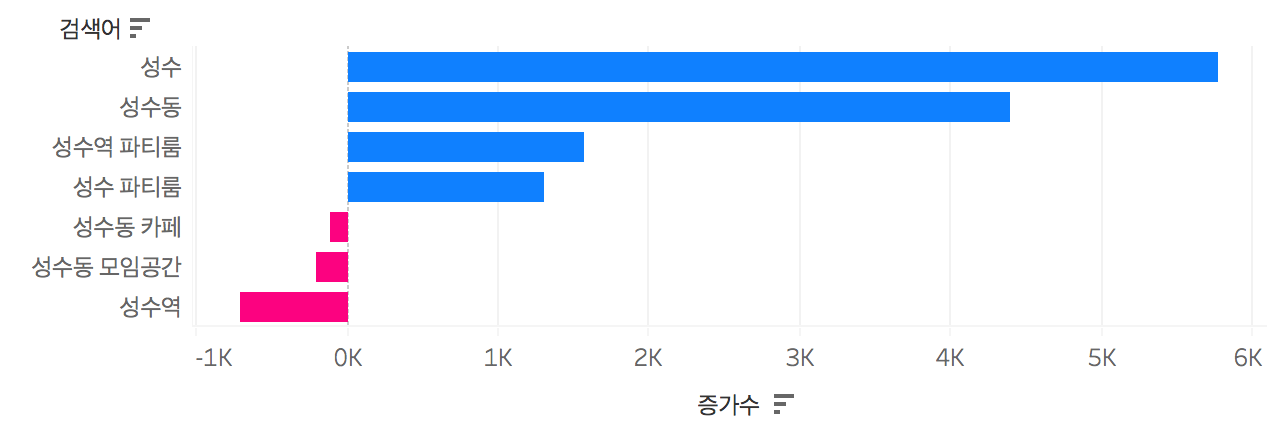 검색어
성수
성수동
성수역 파티룸
성수 파티룸
성수동 카페
성수동 모임공간
성수역
-1K 0K 1K 2K 3K 4K 5K 6K
증가수